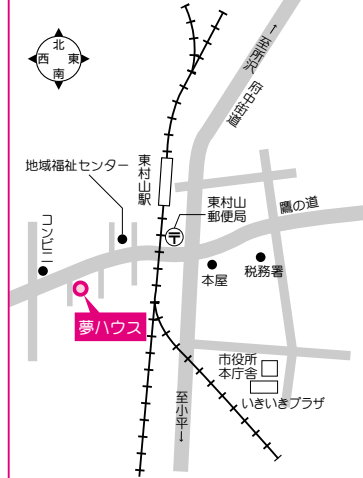 北
西 東
南
↑至所沢
府中街道
地域福祉センター
東村山駅
東村山
郵便局
鷹の道
コンビニ
本屋
税務署
夢ハウス
市役所
本庁舎
いきいきプラザ
至小平↓